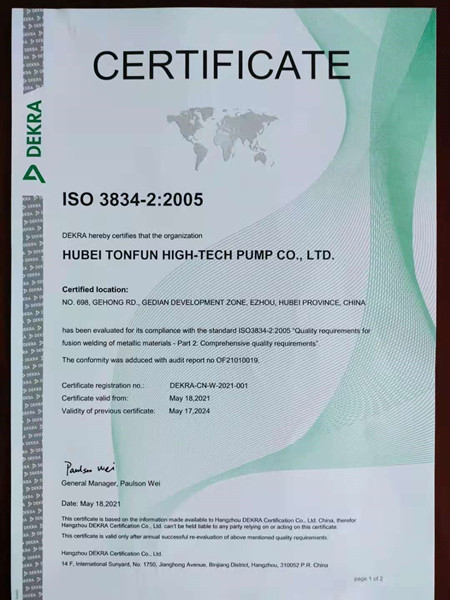 CERTIFICATE
DEKRA
ISO 3834-2:2005
DEKRA hereby certifies that the organization
HUBEI TONFUN HIGH-TECH PUMP CO., LTD.
Certified location:
NO. 698, GEHONG RD., GEDIAN DEVELOPMENT ZONE, EZHOU, HUBEI PROVINCE, CHINA
has been evaluated for its compliance with the standard ISO3834-2:2005 "Quality requirements for
fusion welding of metallic materials - Part 2: Comprehensive quality requirements".
The conformity was adduced with audit report no OF21010019.
Certificate registration no.: DEKRA-CN-W-2021-001
Certificate valid from: May 18,2021
Validity of previous certificate: May 17,2024
Paulson Wei
General Manager, Paulson Wei
Date: May 18,2021
This certificate is based on the information made available to Hangzhou DEKRA Certification Co., Ltd. China, therefor
Hangzhou DEKRA Certification Co., Ltd. can't be held liable to any party relying on or acting on this certificate.
This certificate is valid only after annual successful re-evaluation of above mentioned quality requirements.
Hangzhou DEKRA Certification Co., Ltd.
14 F, International Sunyard, No. 1750, Jianghong Avenue, Binjiang District, Hangzhou, 310052 P.R. China
page 1 of 2